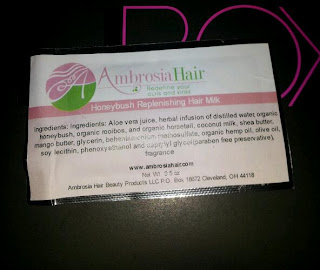 BOX
AmbrosiaHair
Redefine your
curls and kinks
Honeybush Replenishing Hair Milk
Ingredients: Ingredients: Aloe vera juice, herbal infusion of distilled water, organic
honeybush, organic rooibos, and organic horsetail, coconut milk, shea butter,
mango butter, glycerin, behentrimonium methosulfate, organic hemp oil, olive oil,
soy lecithin, phenoxyethanol and caprylyl glycol(paraben free preservative),
fragrance
www.ambrosiahair.com
Net Wt. 0.5 oz
Ambrosia Hair Beauty Products LLC P.O. Box. 18672 Cleveland, OH 44118